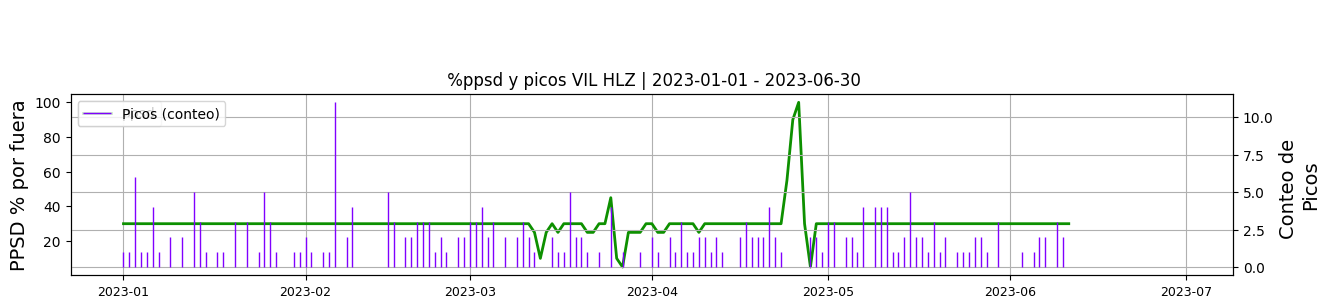 %ppsd y picos VIL HLZ | 2023-01-01 - 2023-06-30
PPSD % por fuera
100
80
60
40
20
Picos (conteo)
10.0
7.5
5.0
2.5
0.0
Conteo de
Picos
2023-01 2023-02 2023-03 2023-04 2023-05 2023-06 2023-07